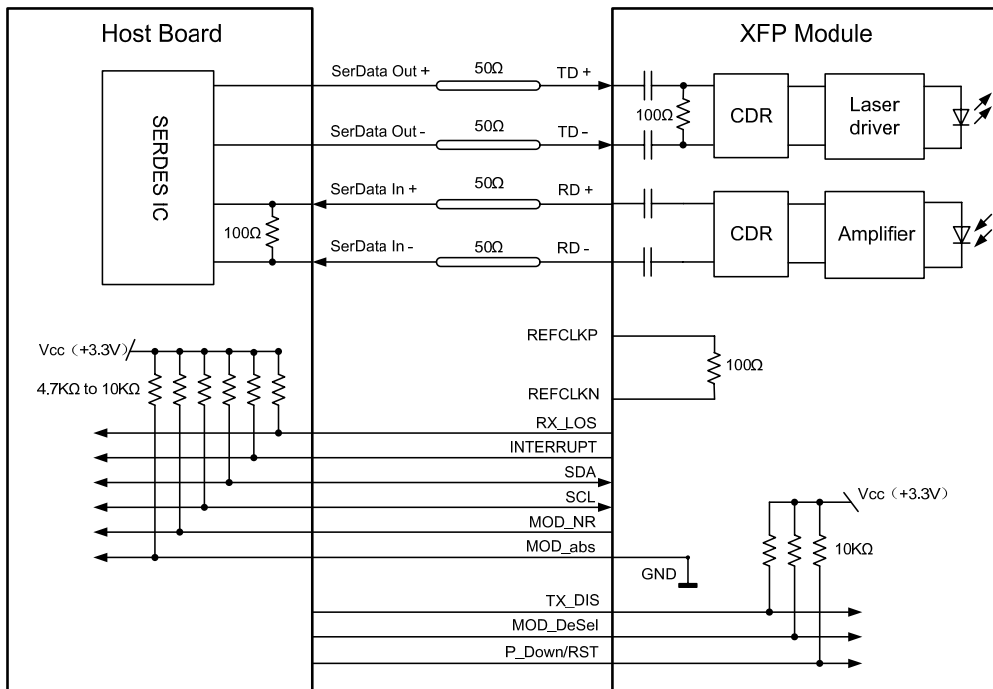 Host Board
XFP Module
SERDES IC
SerData Out +
50Ω
TD +
SerData Out -
50Ω
TD -
100Ω
CDR
Laser
driver
SerData In +
50Ω
RD +
100Ω
SerData In -
50Ω
RD -
CDR
Amplifier
Vcc（+3.3V）
4.7KΩ to 10KΩ
REFCLKP
100Ω
REFCLKN
RX_LOS
INTERRUPT
SDA
SCL
MOD_NR
MOD_abs
GND
Vcc（+3.3V）
10KΩ
TX_DIS
MOD_DeSel
P_Down/RST